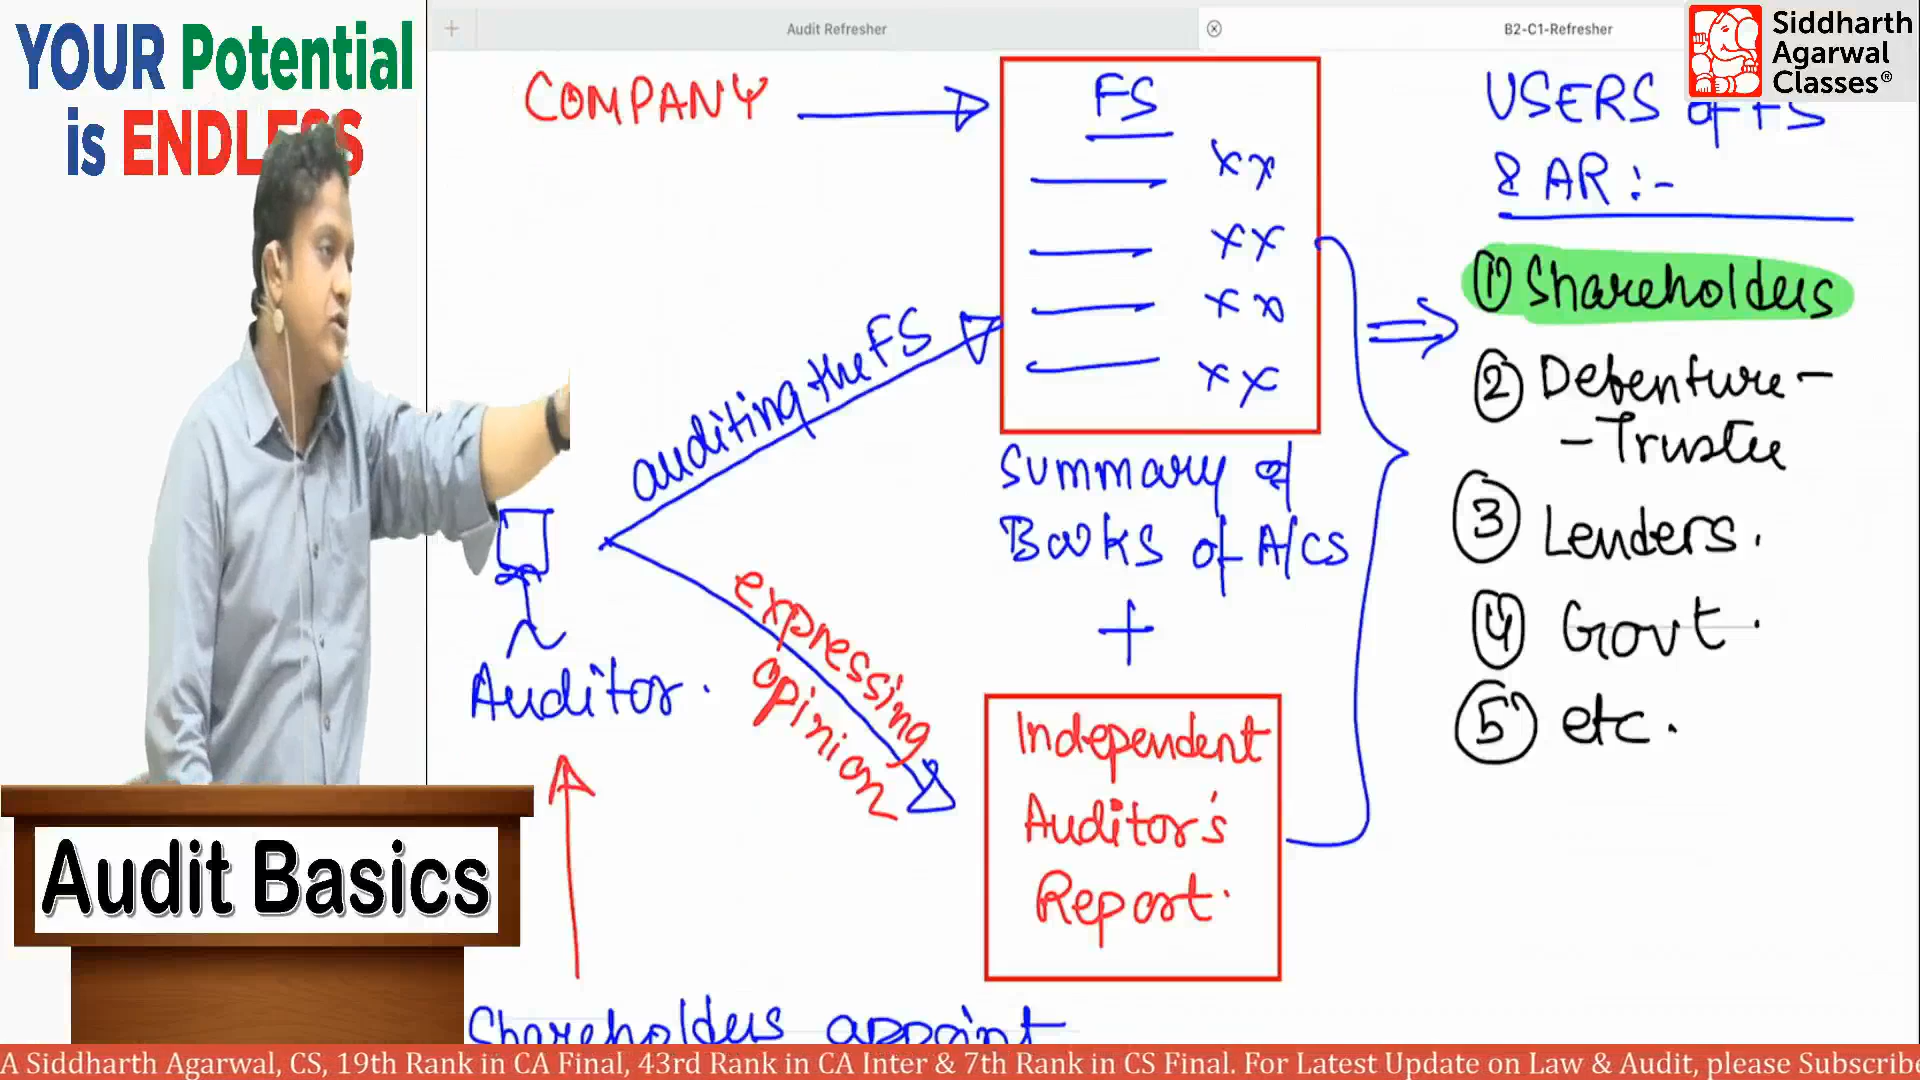 YOUR Potential
is ENDLESS
Audit Refresher
B2-C1-Refresher
Siddharth
Agarwal
Classes®
COMPANY
FS
xx
xx
xx
xx
auditing the FS
Summary of
Books of A/CS
+
Auditor.
expressing
opinion
Independent
Auditor's
Report.
Shareholders appoint
USERS of FS
& AR :-
① Shareholders
② Debenture -
- Trustee
③ Lenders.
④ Govt.
⑤ etc.
Audit Basics
A Siddharth Agarwal, CS, 19th Rank in CA Final, 43rd Rank in CA Inter & 7th Rank in CS Final. For Latest Update on Law & Audit, please Subscribe